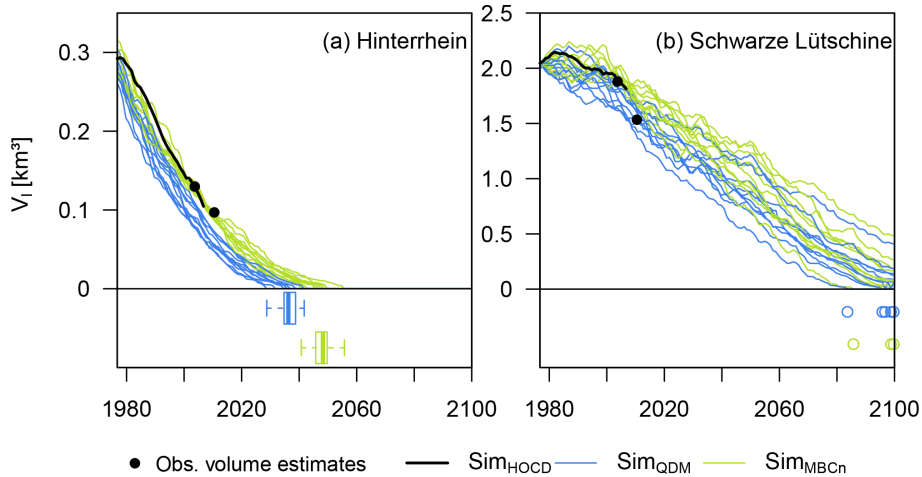 (a) Hinterrhein
(b) Schwarze Lütschine
V_I [km³]
0.3
0.2
0.1
0
2.5
2.0
1.5
1.0
0.5
0
1980 2020 2060 2100
1980 2020 2060 2100
Obs. volume estimates Sim_HOCD Sim_QDM Sim_MBCn